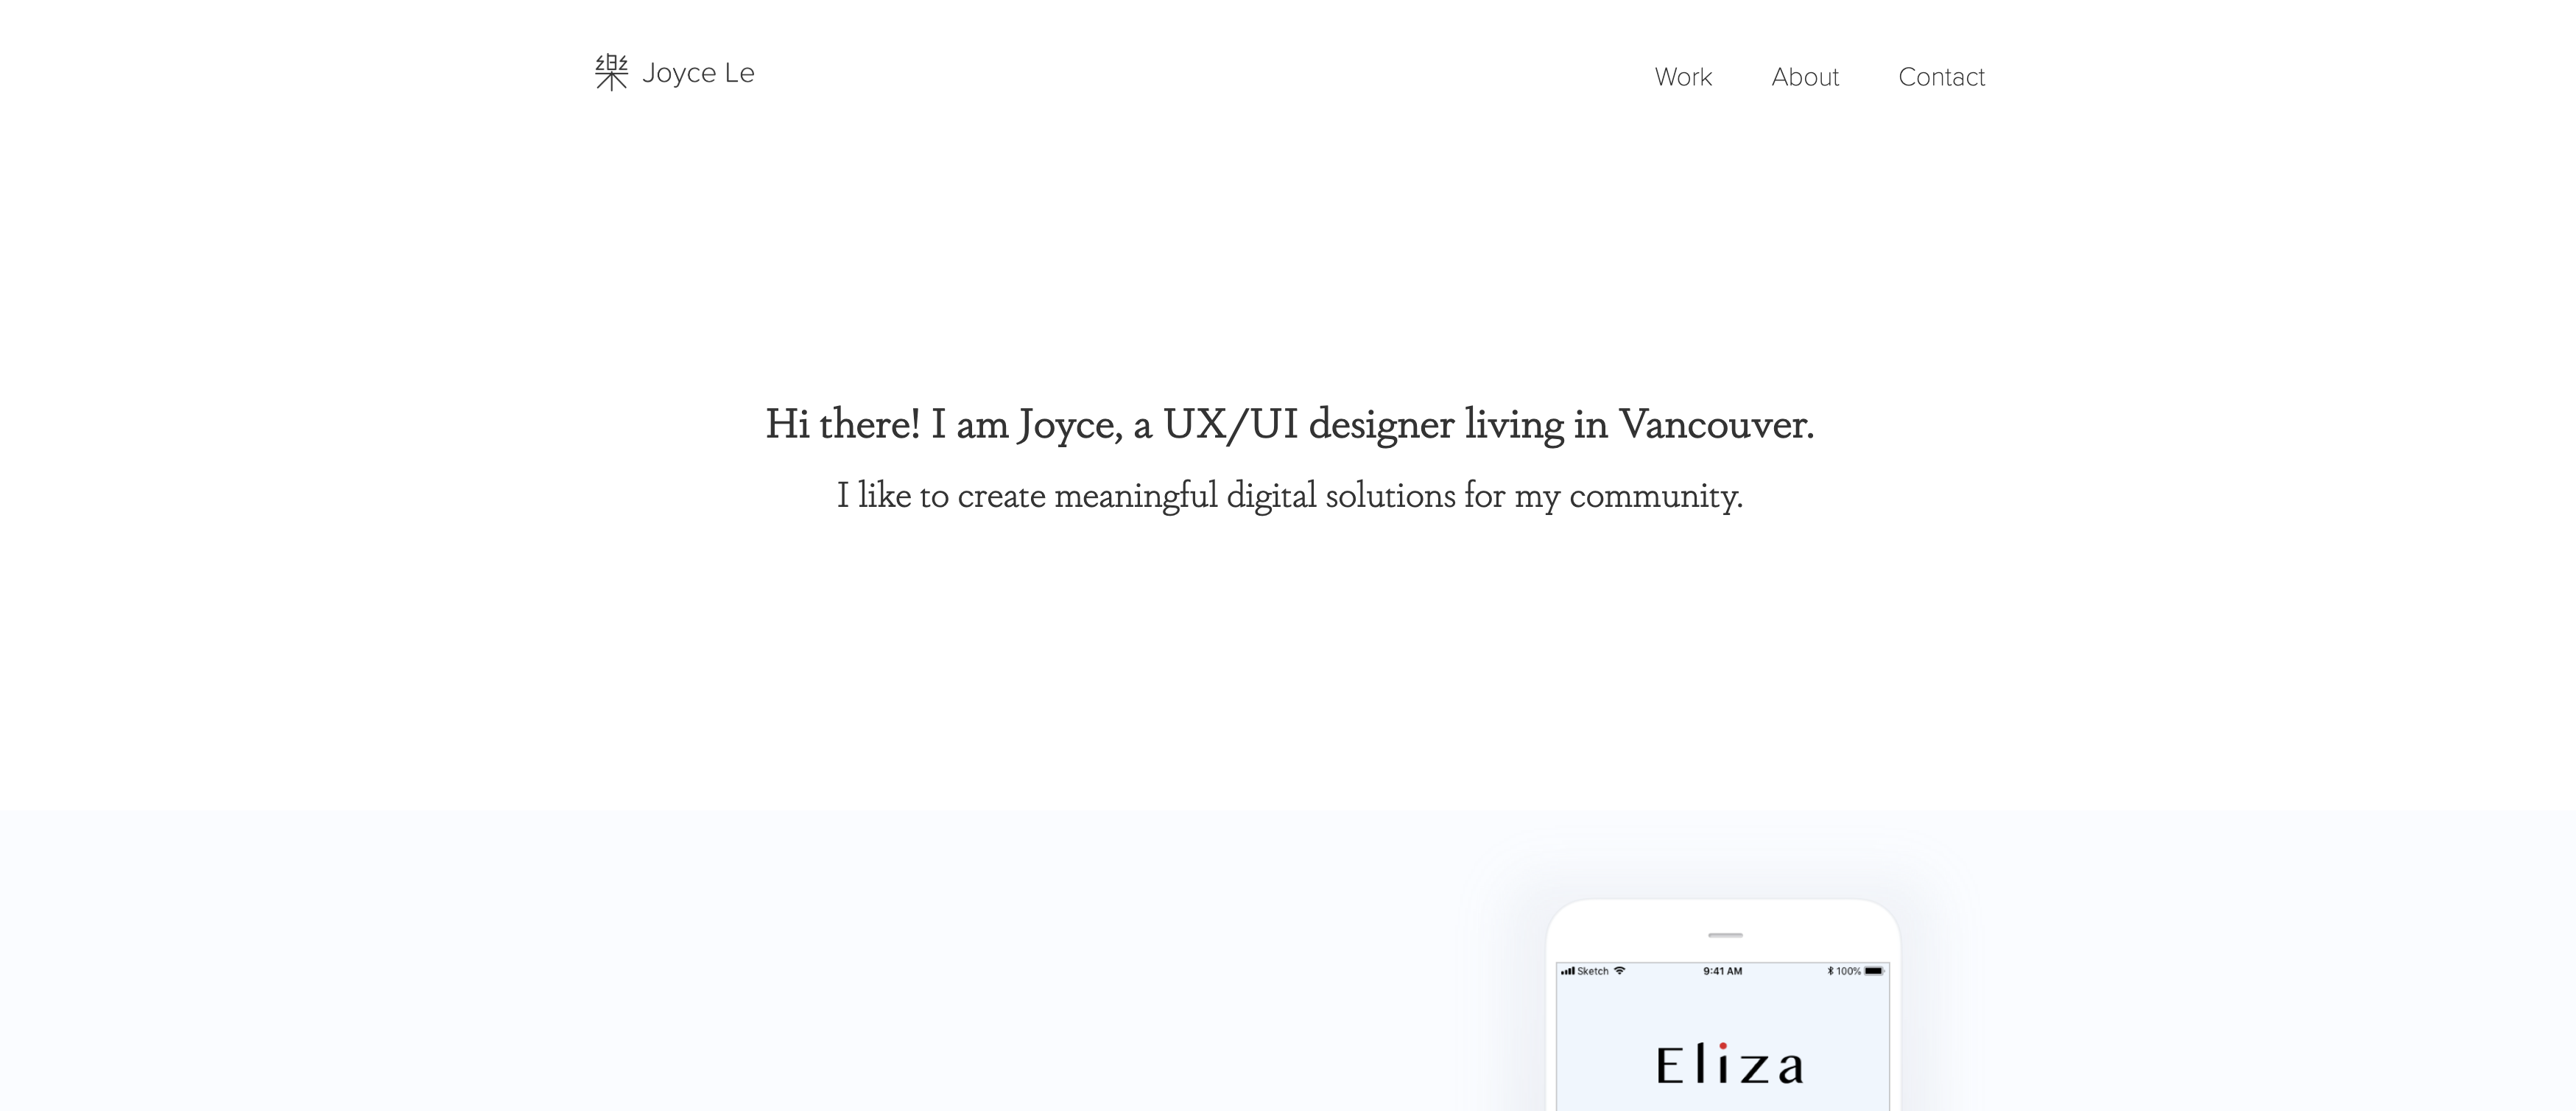 樂 Joyce Le
Work About Contact
Hi there! I am Joyce, a UX/UI designer living in Vancouver.
I like to create meaningful digital solutions for my community.
Sketch 9:41 AM 100%
Eliza